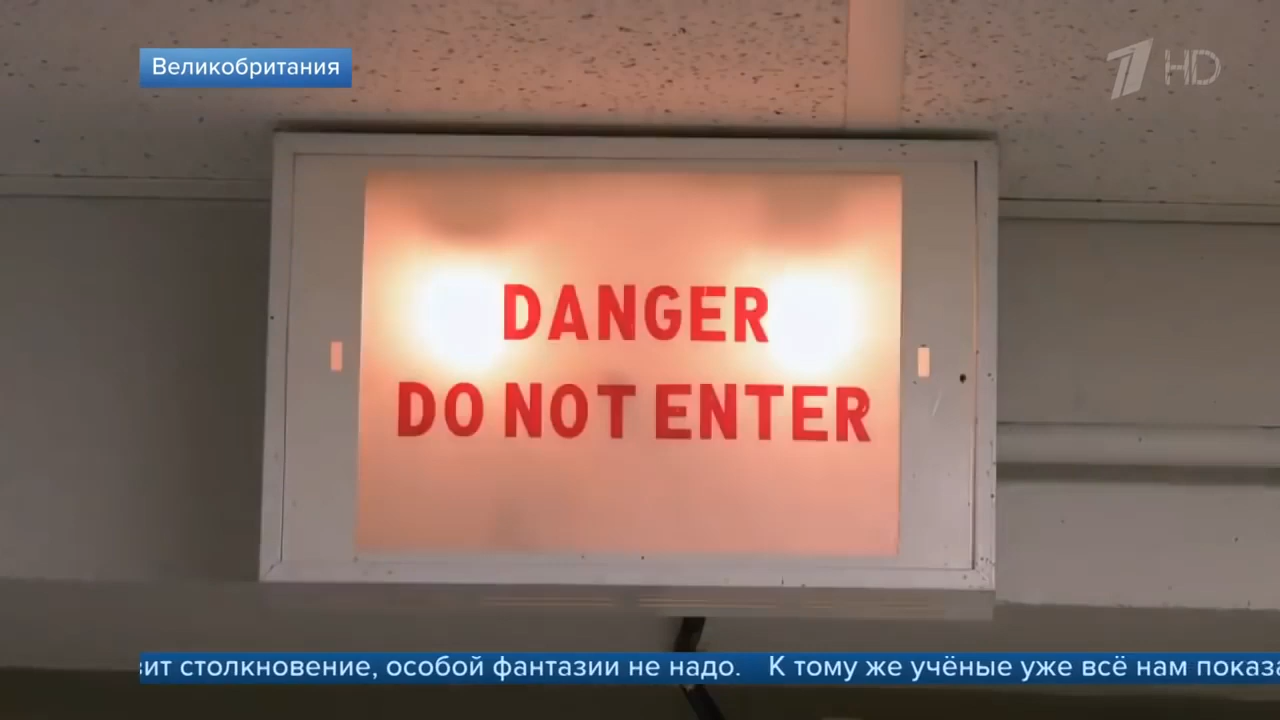 Великобритания
HD
DANGER
DO NOT ENTER
столкновение, особой фантазии не надо. К тому же учёные уже всё нам